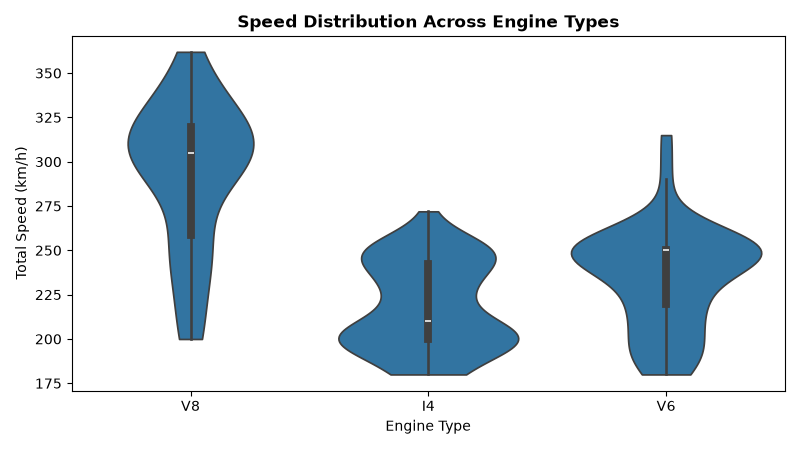 Speed Distribution Across Engine Types
Total Speed (km/h)
350
325
300
275
250
225
200
175
V8
I4
V6
Engine Type